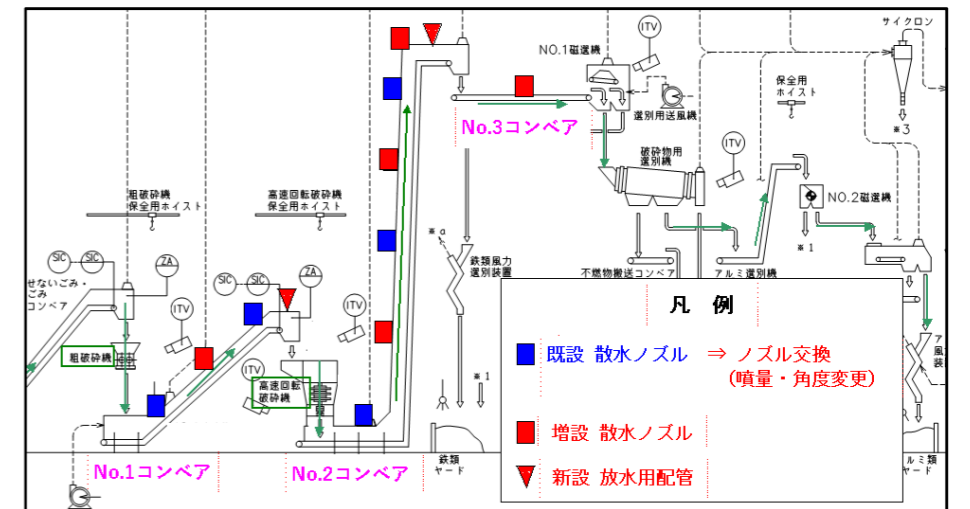 サイクロン
ITV
NO.1磁選機
保全用
ホイスト
選別用送風機
※3
No.3コンベア
ITV
破砕物用
選別機
粗破砕機
保全用ホイスト
高速回転破砕機
保全用ホイスト
NO.2磁選機
※a
※1
SIC
SIC
ZA
鉄類風力
選別装置
不燃物搬送コンベア
アルミ選別機
せないごみ・
ごみ
コンベア
SIC
SIC
ZA
ITV
ITV
粗破砕機
ITV
高速回転
破砕機
※1
凡 例
既設 散水ノズル ⇒ ノズル交換
(噴量・角度変更)
増設 散水ノズル
新設 放水用配管
ア
風
装
No.1コンベア
No.2コンベア
鉄類
ヤード
ルミ類
ヤード